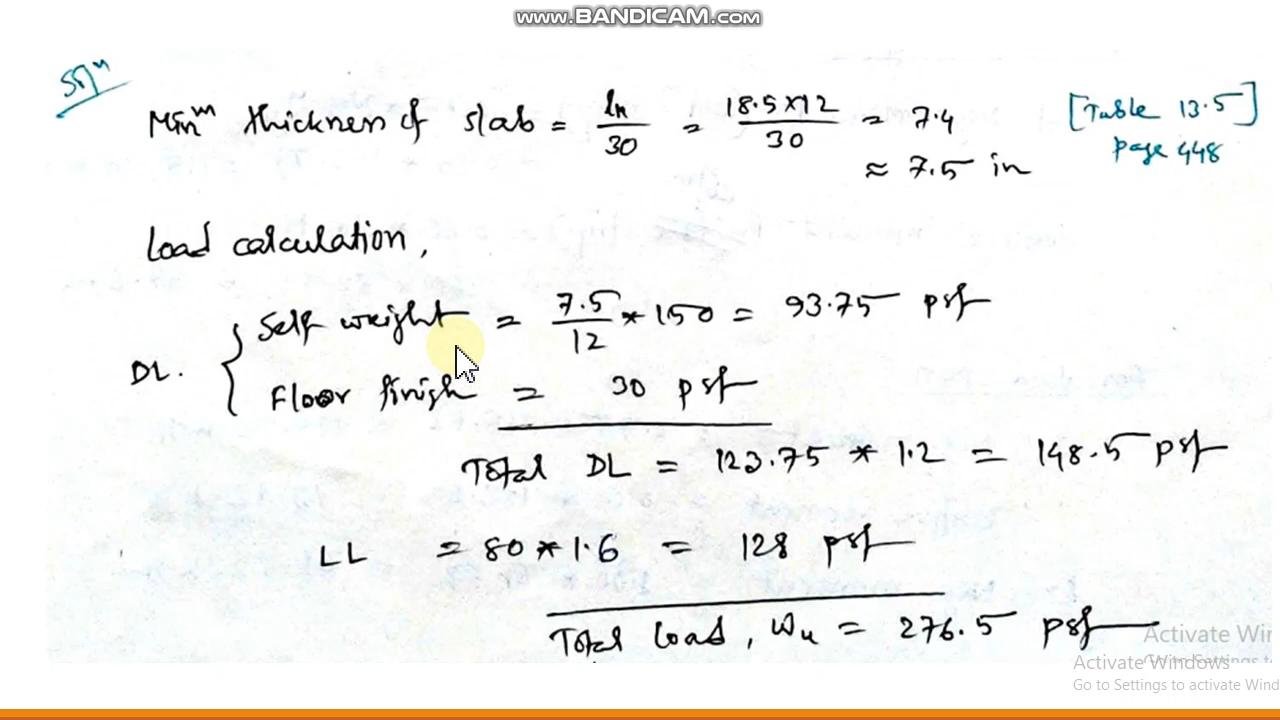 www.BANDICAM.com
Solⁿ
Minᵐ thickness of slab = ln/30 = 18.5×12/30 = 7.4
≈ 7.5 in
[Table 13.5]
page 448
Load calculation,
DL. { Self weight = 7.5/12 * 150 = 93.75 psf
Floor finish = 30 psf
Total DL = 123.75 * 1.2 = 148.5 psf
LL = 80 * 1.6 = 128 psf
Total load, Wu = 276.5 psf
Activate Windows
Go to Settings to activate Wind